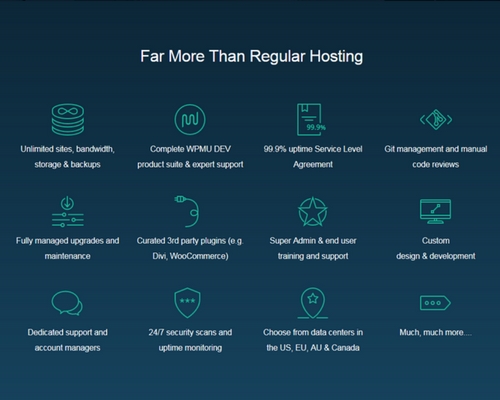 Far More Than Regular Hosting
Unlimited sites, bandwidth,
storage & backups
Complete WPMU DEV
product suite & expert support
99.9%
99.9% uptime Service Level
Agreement
Git management and manual
code reviews
Fully managed upgrades and
maintenance
Curated 3rd party plugins (e.g.
Divi, WooCommerce)
Super Admin & end user
training and support
Custom
design & development
Dedicated support and
account managers
24/7 security scans and
uptime monitoring
Choose from data centers in
the US, EU, AU & Canada
Much, much more....